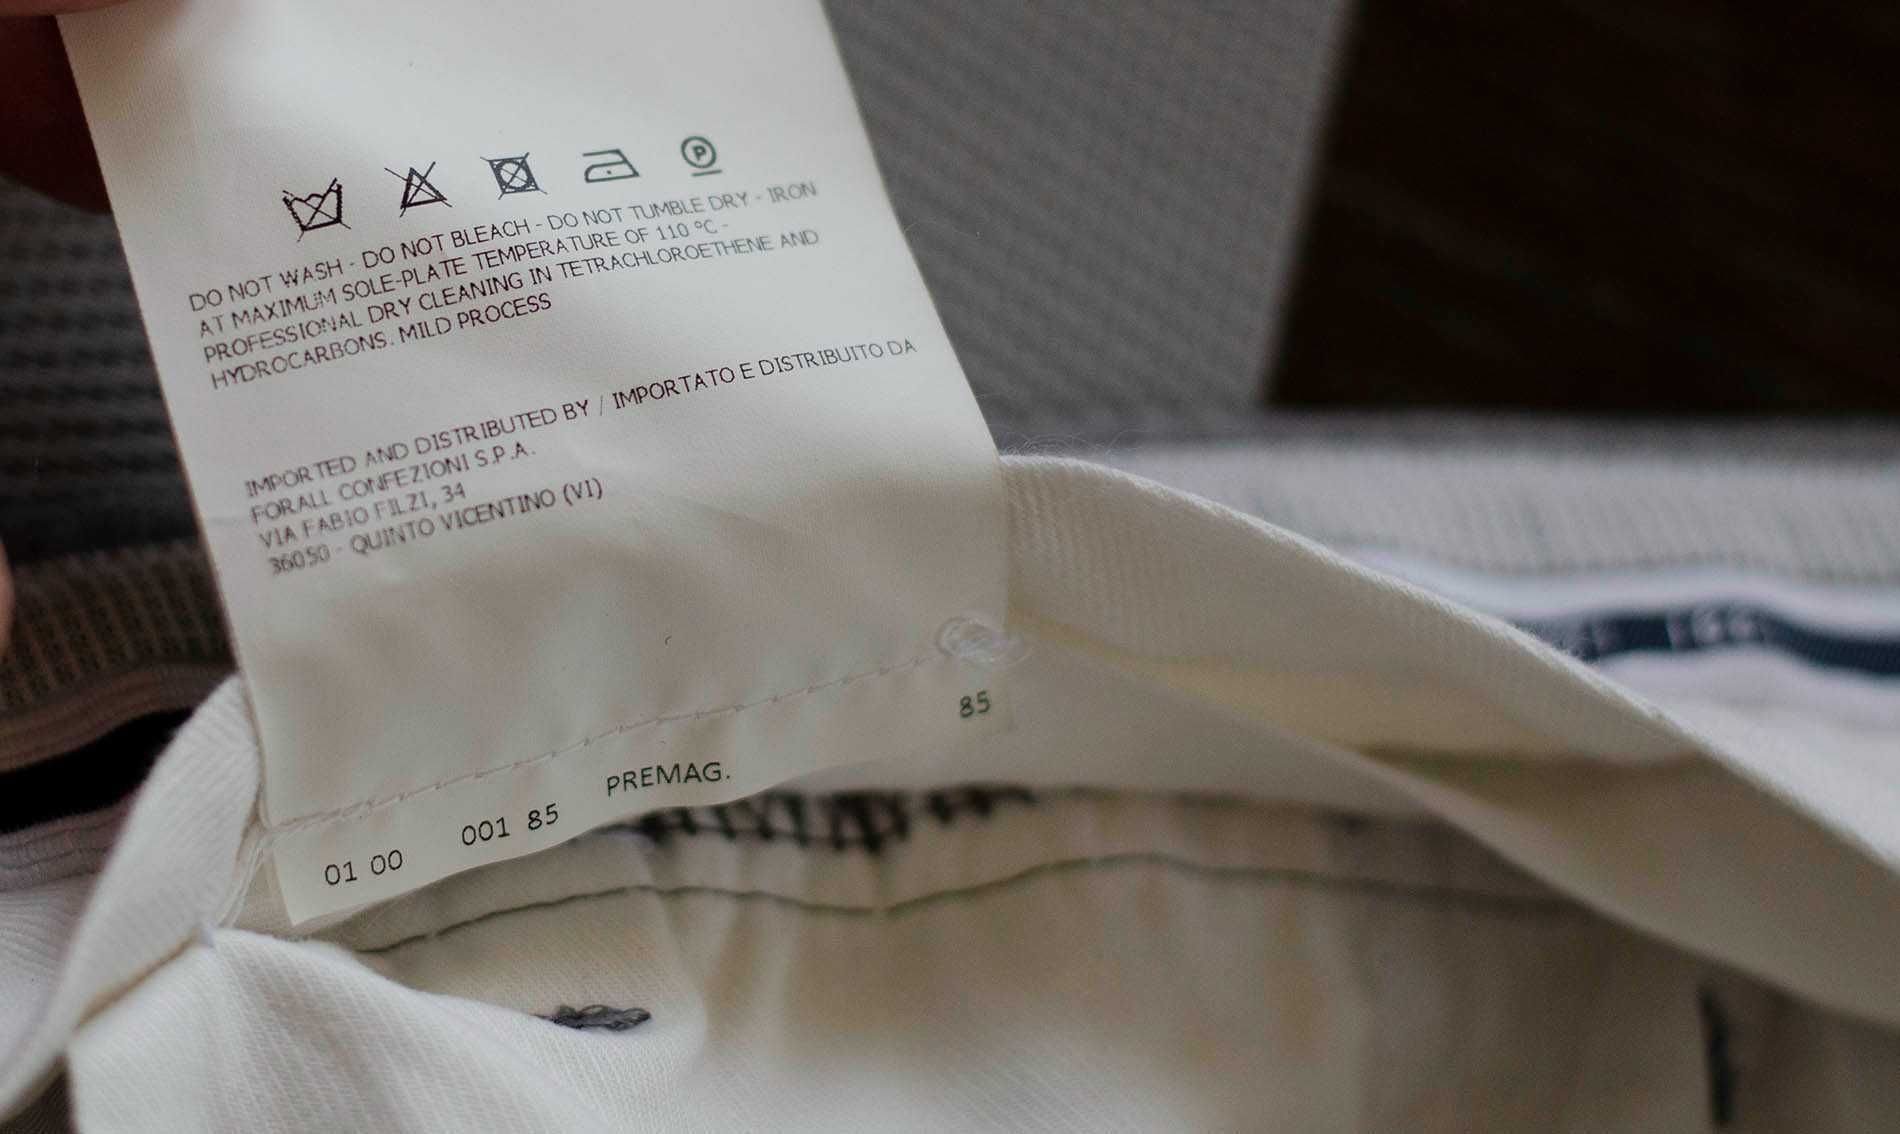 P
DO NOT WASH - DO NOT BLEACH - DO NOT TUMBLE DRY - IRON
AT MAXIMUM SOLE-PLATE TEMPERATURE OF 110 °C -
PROFESSIONAL DRY CLEANING IN TETRACHLOROETHENE AND
HYDROCARBONS. MILD PROCESS
IMPORTED AND DISTRIBUTED BY / IMPORTATO E DISTRIBUITO DA
FORALL CONFEZIONI S.P.A.
VIA FABIO FILZI, 34
36050 - QUINTO VICENTINO (VI)
85
01 00 001 85 PREMAG.